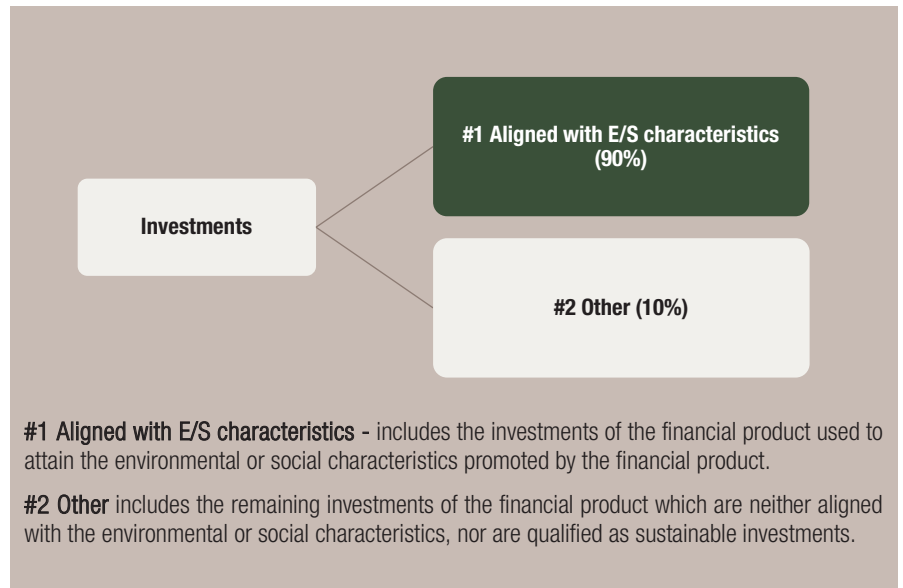 #1 Aligned with E/S characteristics
(90%)
Investments
#2 Other (10%)
#1 Aligned with E/S characteristics - includes the investments of the financial product used to
attain the environmental or social characteristics promoted by the financial product.
#2 Other includes the remaining investments of the financial product which are neither aligned
with the environmental or social characteristics, nor are qualified as sustainable investments.